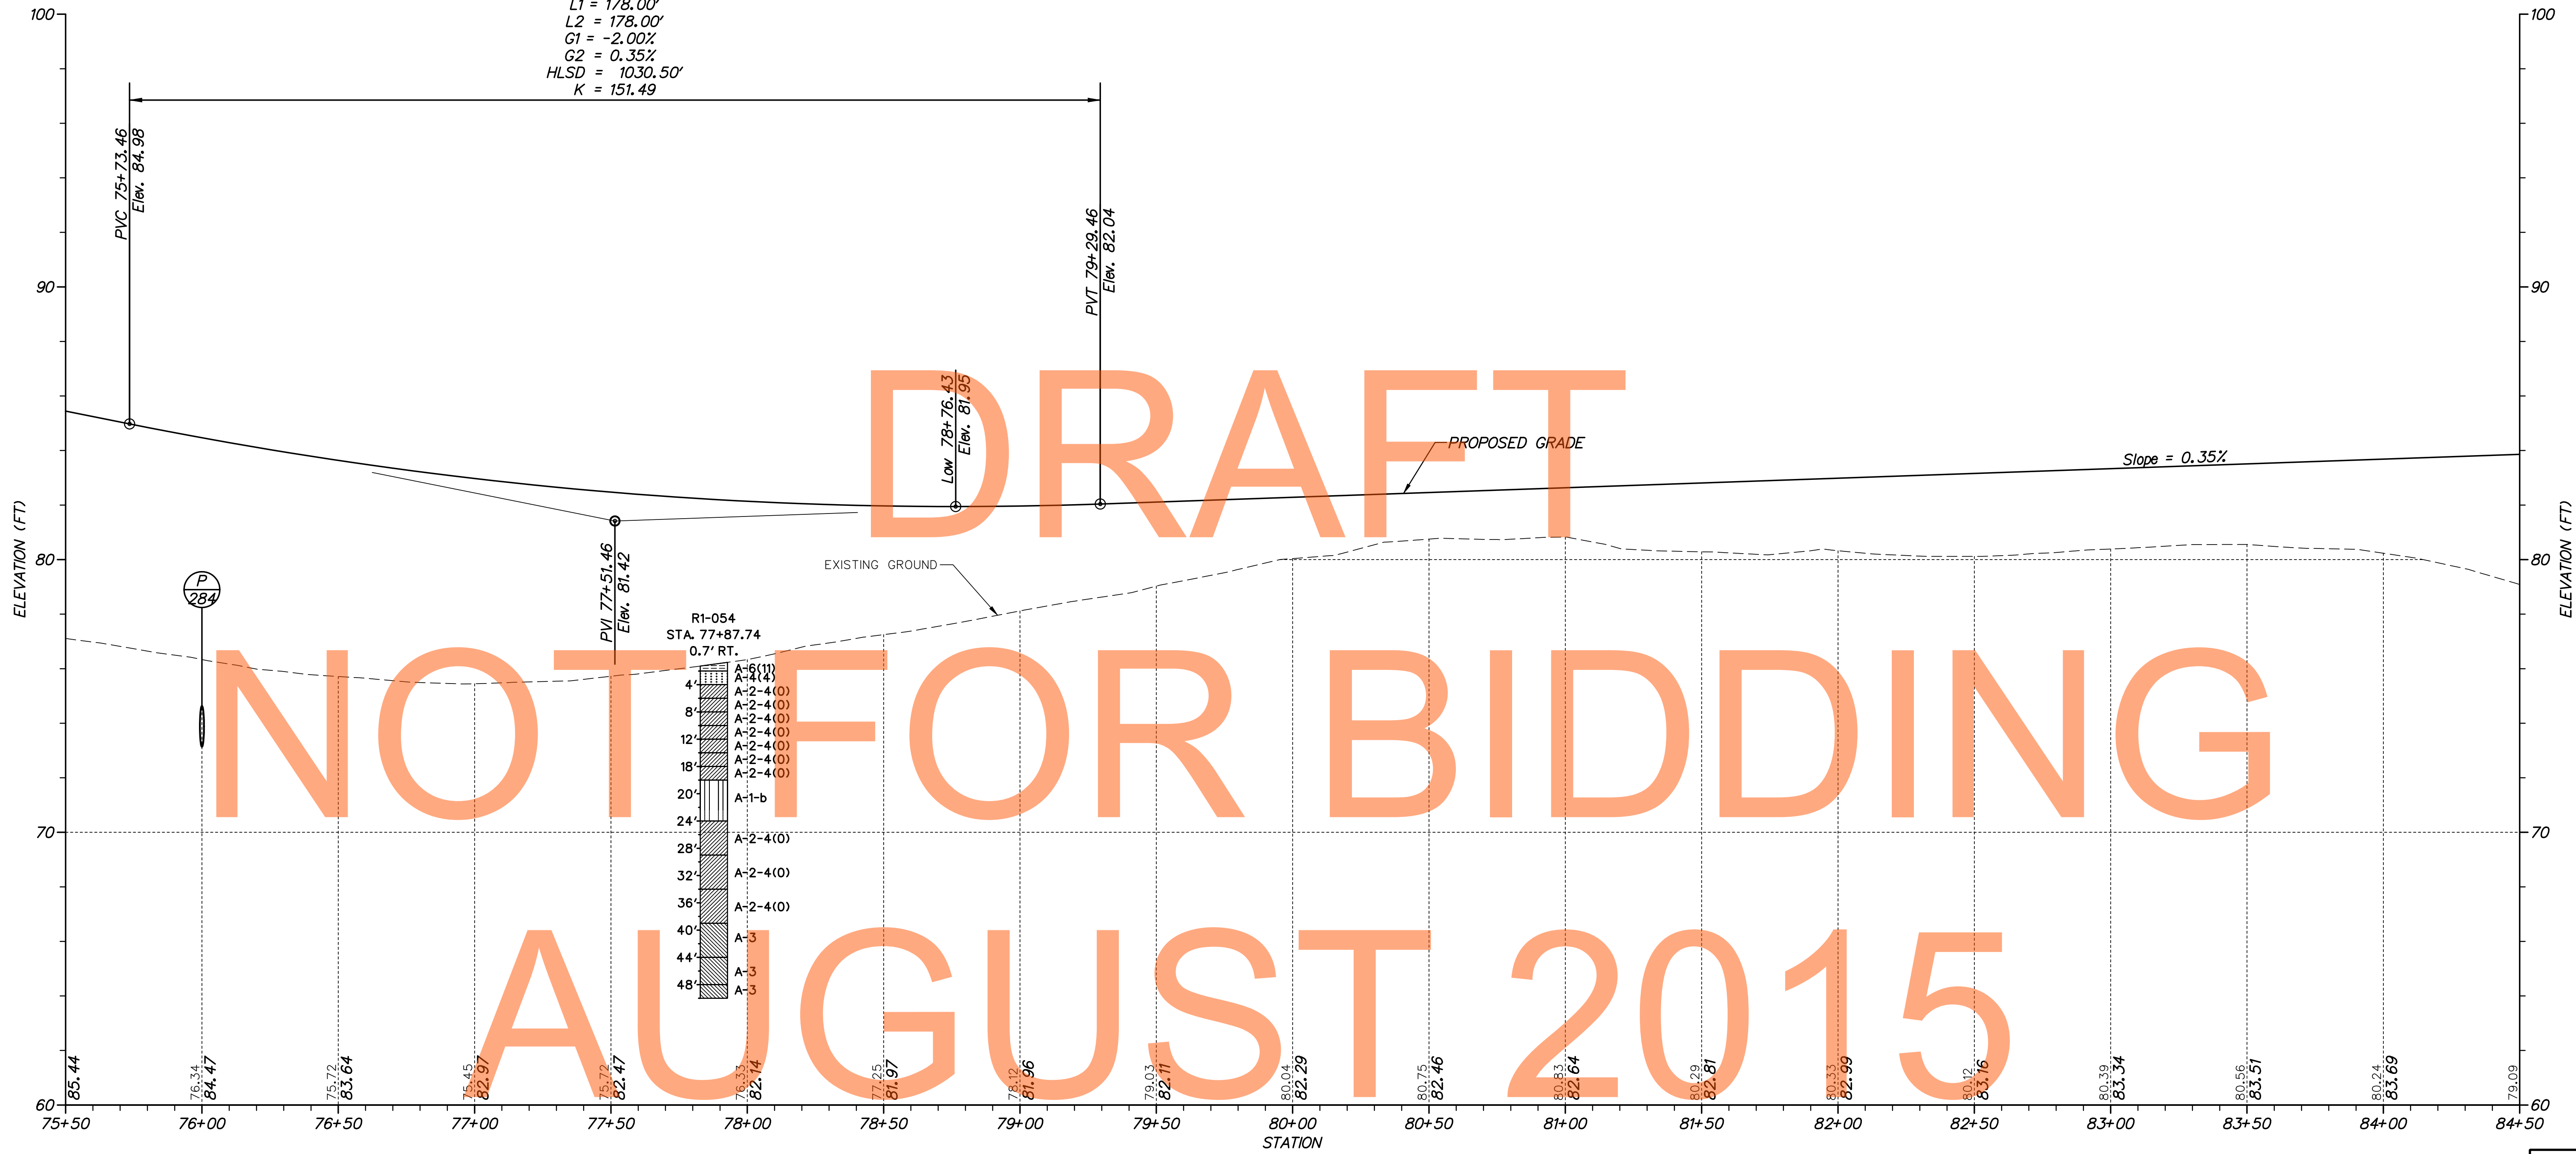 L1 = 178.00'
L2 = 178.00'
G1 = -2.00%
G2 = 0.35%
HLSD = 1030.50'
K = 151.49
PVC 75+73.46
Elev. 84.98
PVT 79+29.46
Elev. 82.04
Low 78+76.43
Elev. 81.95
PROPOSED GRADE
Slope = 0.35%
PVI 77+51.46
Elev. 81.42
EXISTING GROUND
P
284
R1-054
STA. 77+87.74
0.7' RT.
A-6(11)
A-4(4)
4' A-2-4(0)
A-2-4(0)
8' A-2-4(0)
A-2-4(0)
12' A-2-4(0)
A-2-4(0)
18' A-2-4(0)
20' A-1-b
24'
A-2-4(0)
28'
32' A-2-4(0)
36' A-2-4(0)
40' A-3
44'
A-3
48' A-3
DRAFT
NOT FOR BIDDING
AUGUST 2015
100
90
80
70
60
ELEVATION (FT)
100
90
80
70
60
ELEVATION (FT)
85.44
76.34 84.47
75.72 83.64
75.45 82.97
75.72 82.47
76.33 82.14
77.25 81.97
78.12 81.96
79.03 82.11
80.04 82.29
80.75 82.46
80.83 82.64
80.29 82.81
80.33 82.99
80.12 83.16
80.39 83.34
80.56 83.51
80.24 83.69
79.09
75+50 76+00 76+50 77+00 77+50 78+00 78+50 79+00 79+50 80+00 80+50 81+00 81+50 82+00 82+50 83+00 83+50 84+00 84+50
STATION